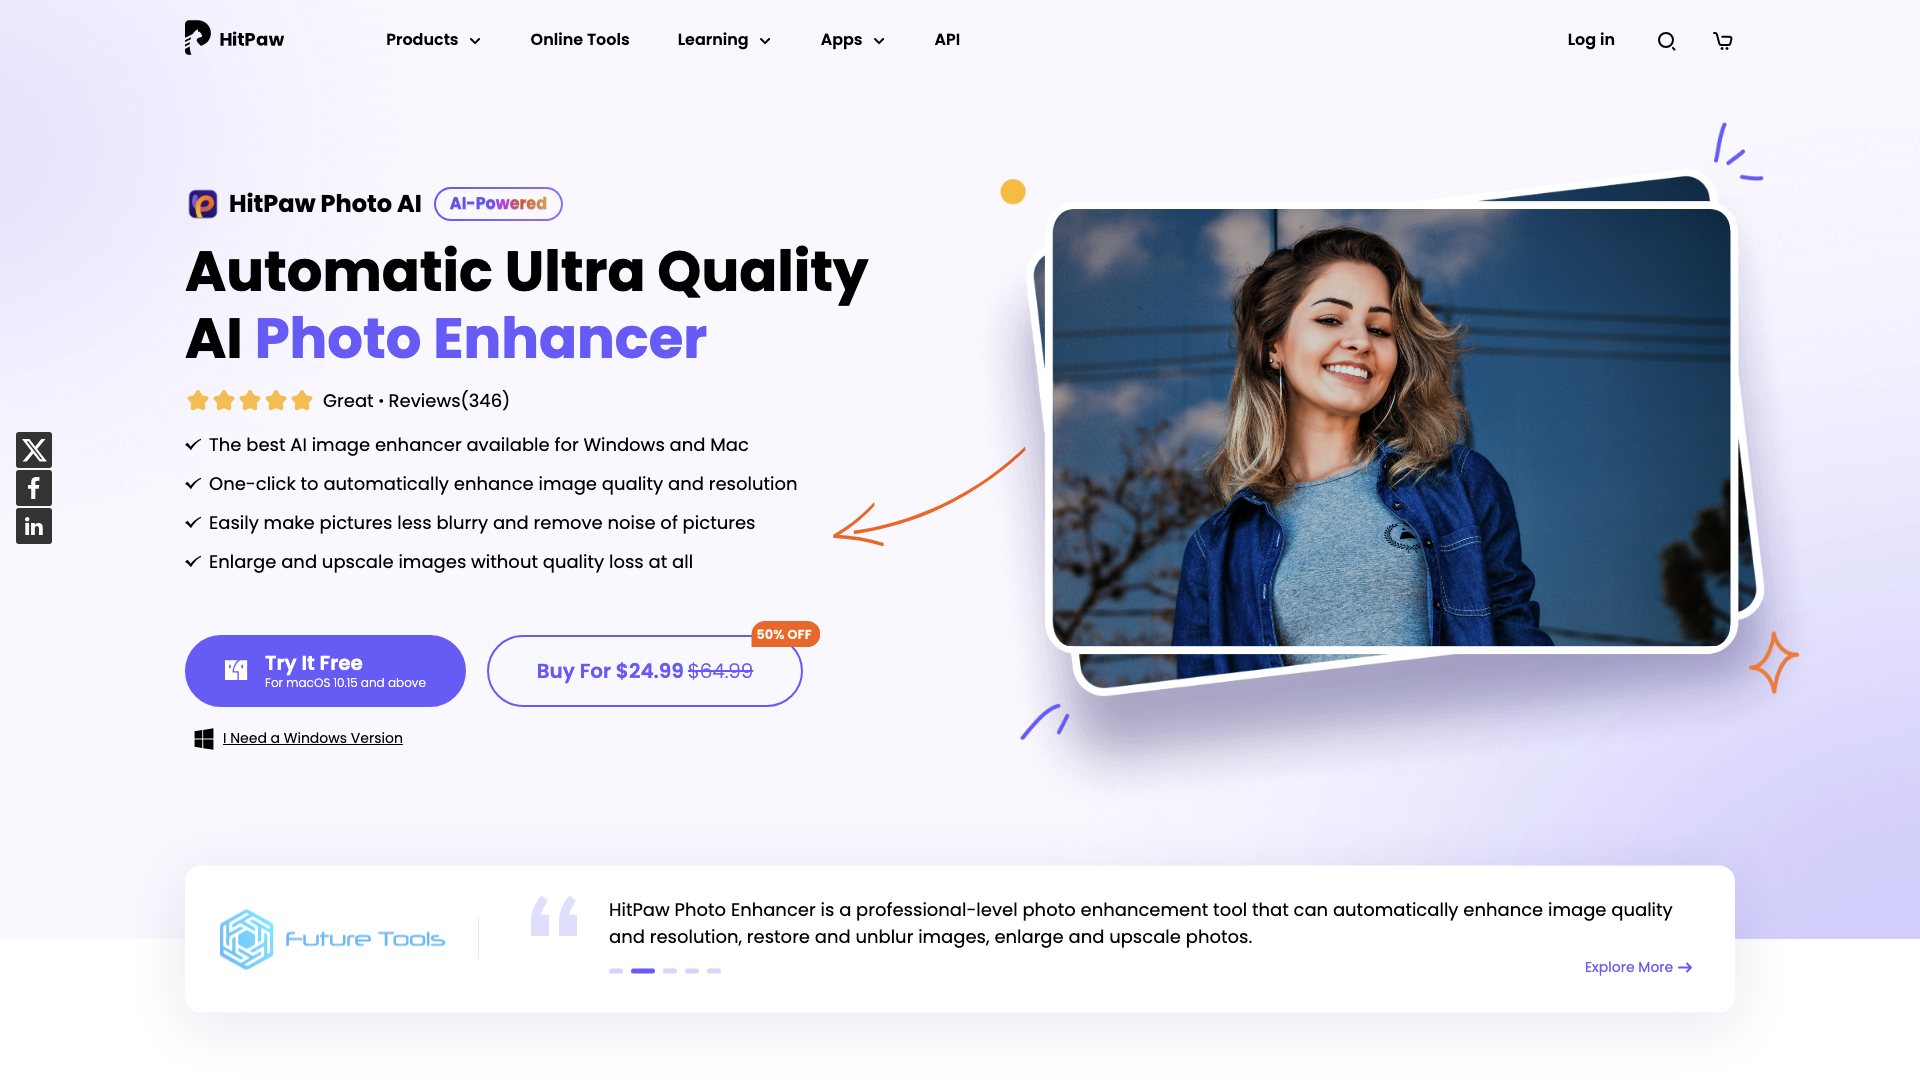 HitPaw
Products
Online Tools
Learning
Apps
API
Log in
HitPaw Photo AI
AI-Powered
Automatic Ultra Quality
AI Photo Enhancer
Great • Reviews(346)
The best AI image enhancer available for Windows and Mac
One-click to automatically enhance image quality and resolution
Easily make pictures less blurry and remove noise of pictures
Enlarge and upscale images without quality loss at all
Try It Free
For macOS 10.15 and above
50% OFF
Buy For $24.99 $64.99
I Need a Windows Version
Future Tools
HitPaw Photo Enhancer is a professional-level photo enhancement tool that can automatically enhance image quality
and resolution, restore and unblur images, enlarge and upscale photos.
Explore More